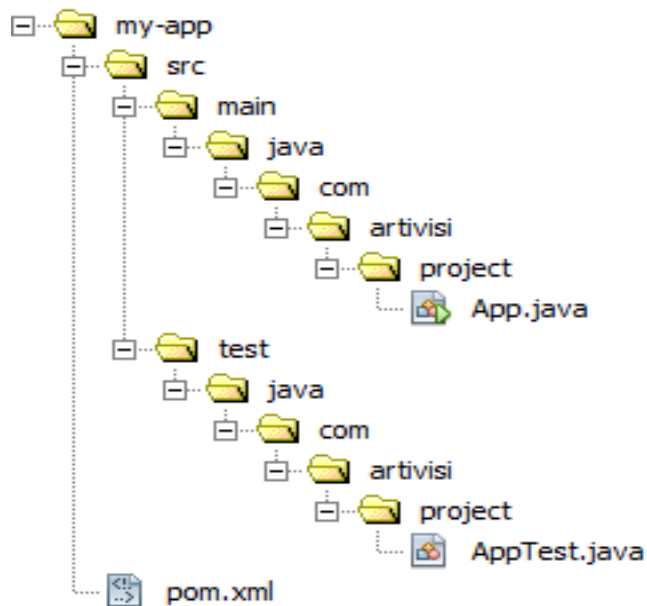 my-app
src
main
java
com
artivisi
project
App.java
test
java
com
artivisi
project
AppTest.java
pom.xml